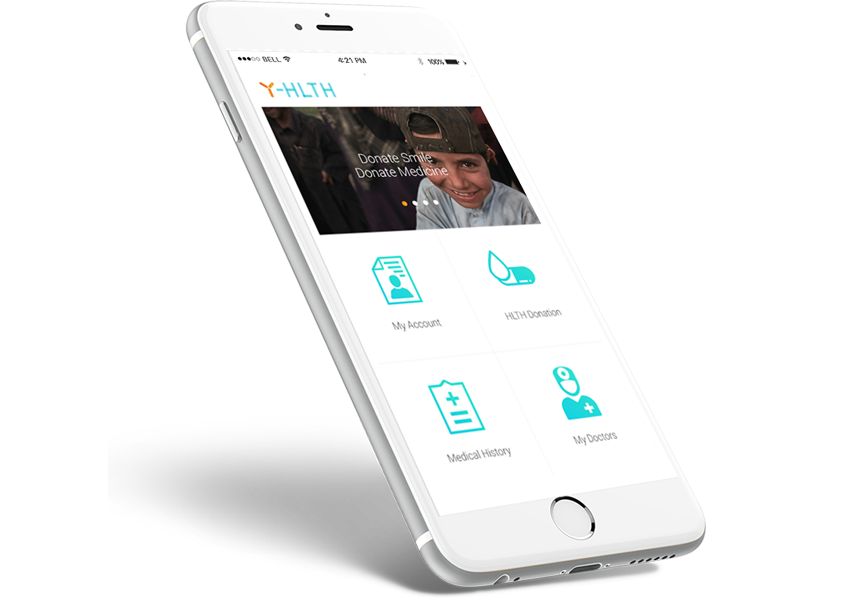 BELL 4:21 PM 100%
Y-HLTH
Donate Smile
Donate Medicine
My Account
HLTH Donation
Medical History
My Doctors